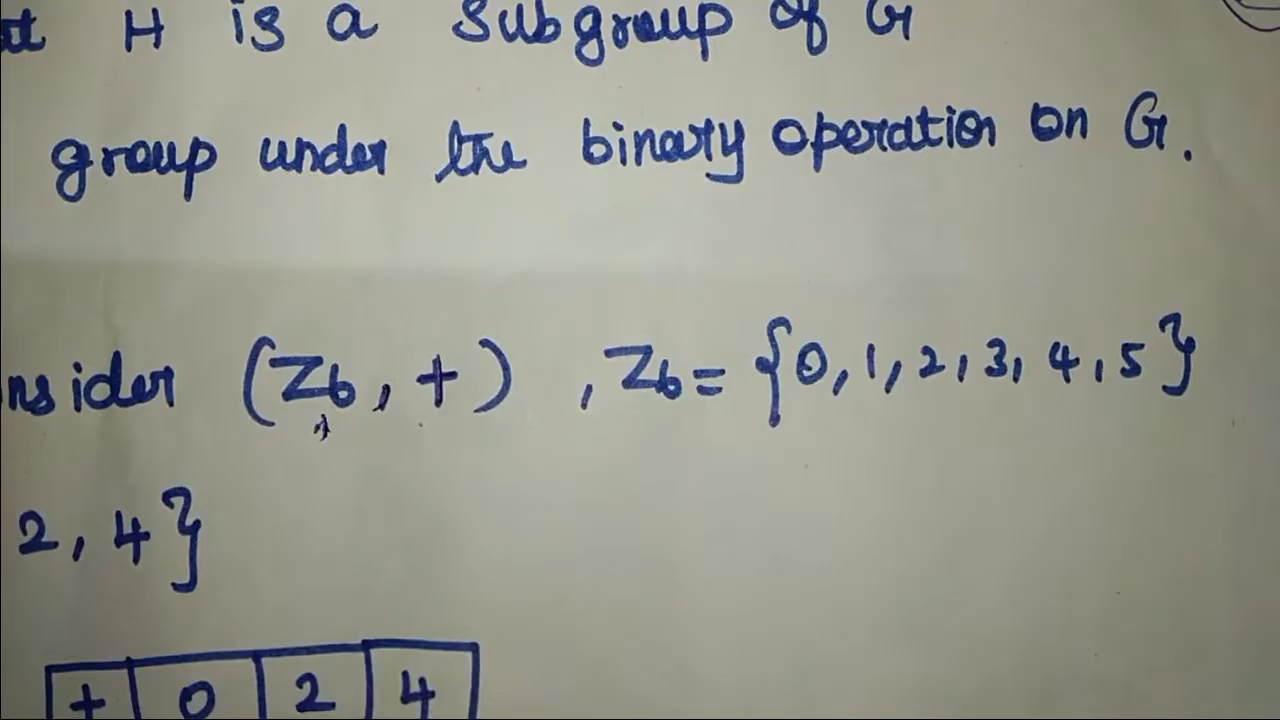 H is a subgroup of G
group under the binary operation on G.
nsider (Z6, +) , Z6 = {0, 1, 2, 3, 4, 5}
2, 4}
+ 0 2 4